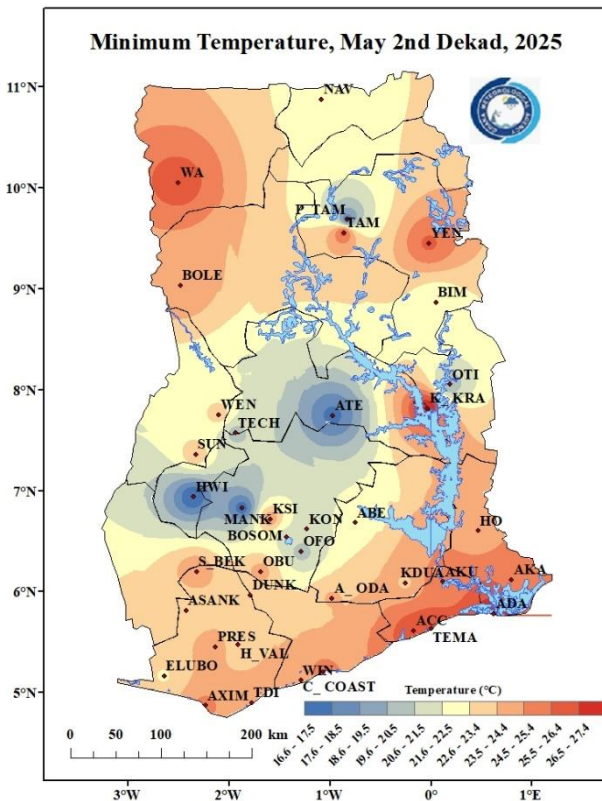 Minimum Temperature, May 2nd Dekad, 2025
11°N
NAV
10°N
WA
P_TAM
TAM
YEN
9°N
BOLE
BIM
8°N
OTI
K_KRA
WEN
ATE
TECH
SUN
7°N
HWI
KSI
MANK
KON
ABE
HO
BOSOM
OFO
6°N
S_BEK
OBU
KDUA
AKU
AKA
DUNK
A_ODA
ASANK
ADA
ACC
PRES
TEMA
H_VAL
ELUBO
WIN
5°N
AXIM
TDI
C_COAST
Temperature (°C)
16.6 - 17.5
17.6 - 18.5
18.6 - 19.5
19.6 - 20.5
20.6 - 21.5
21.6 - 22.5
22.6 - 23.4
23.5 - 24.4
24.5 - 25.4
25.5 - 26.4
26.5 - 27.4
0 50 100 200 km
3°W 2°W 1°W 0° 1°E